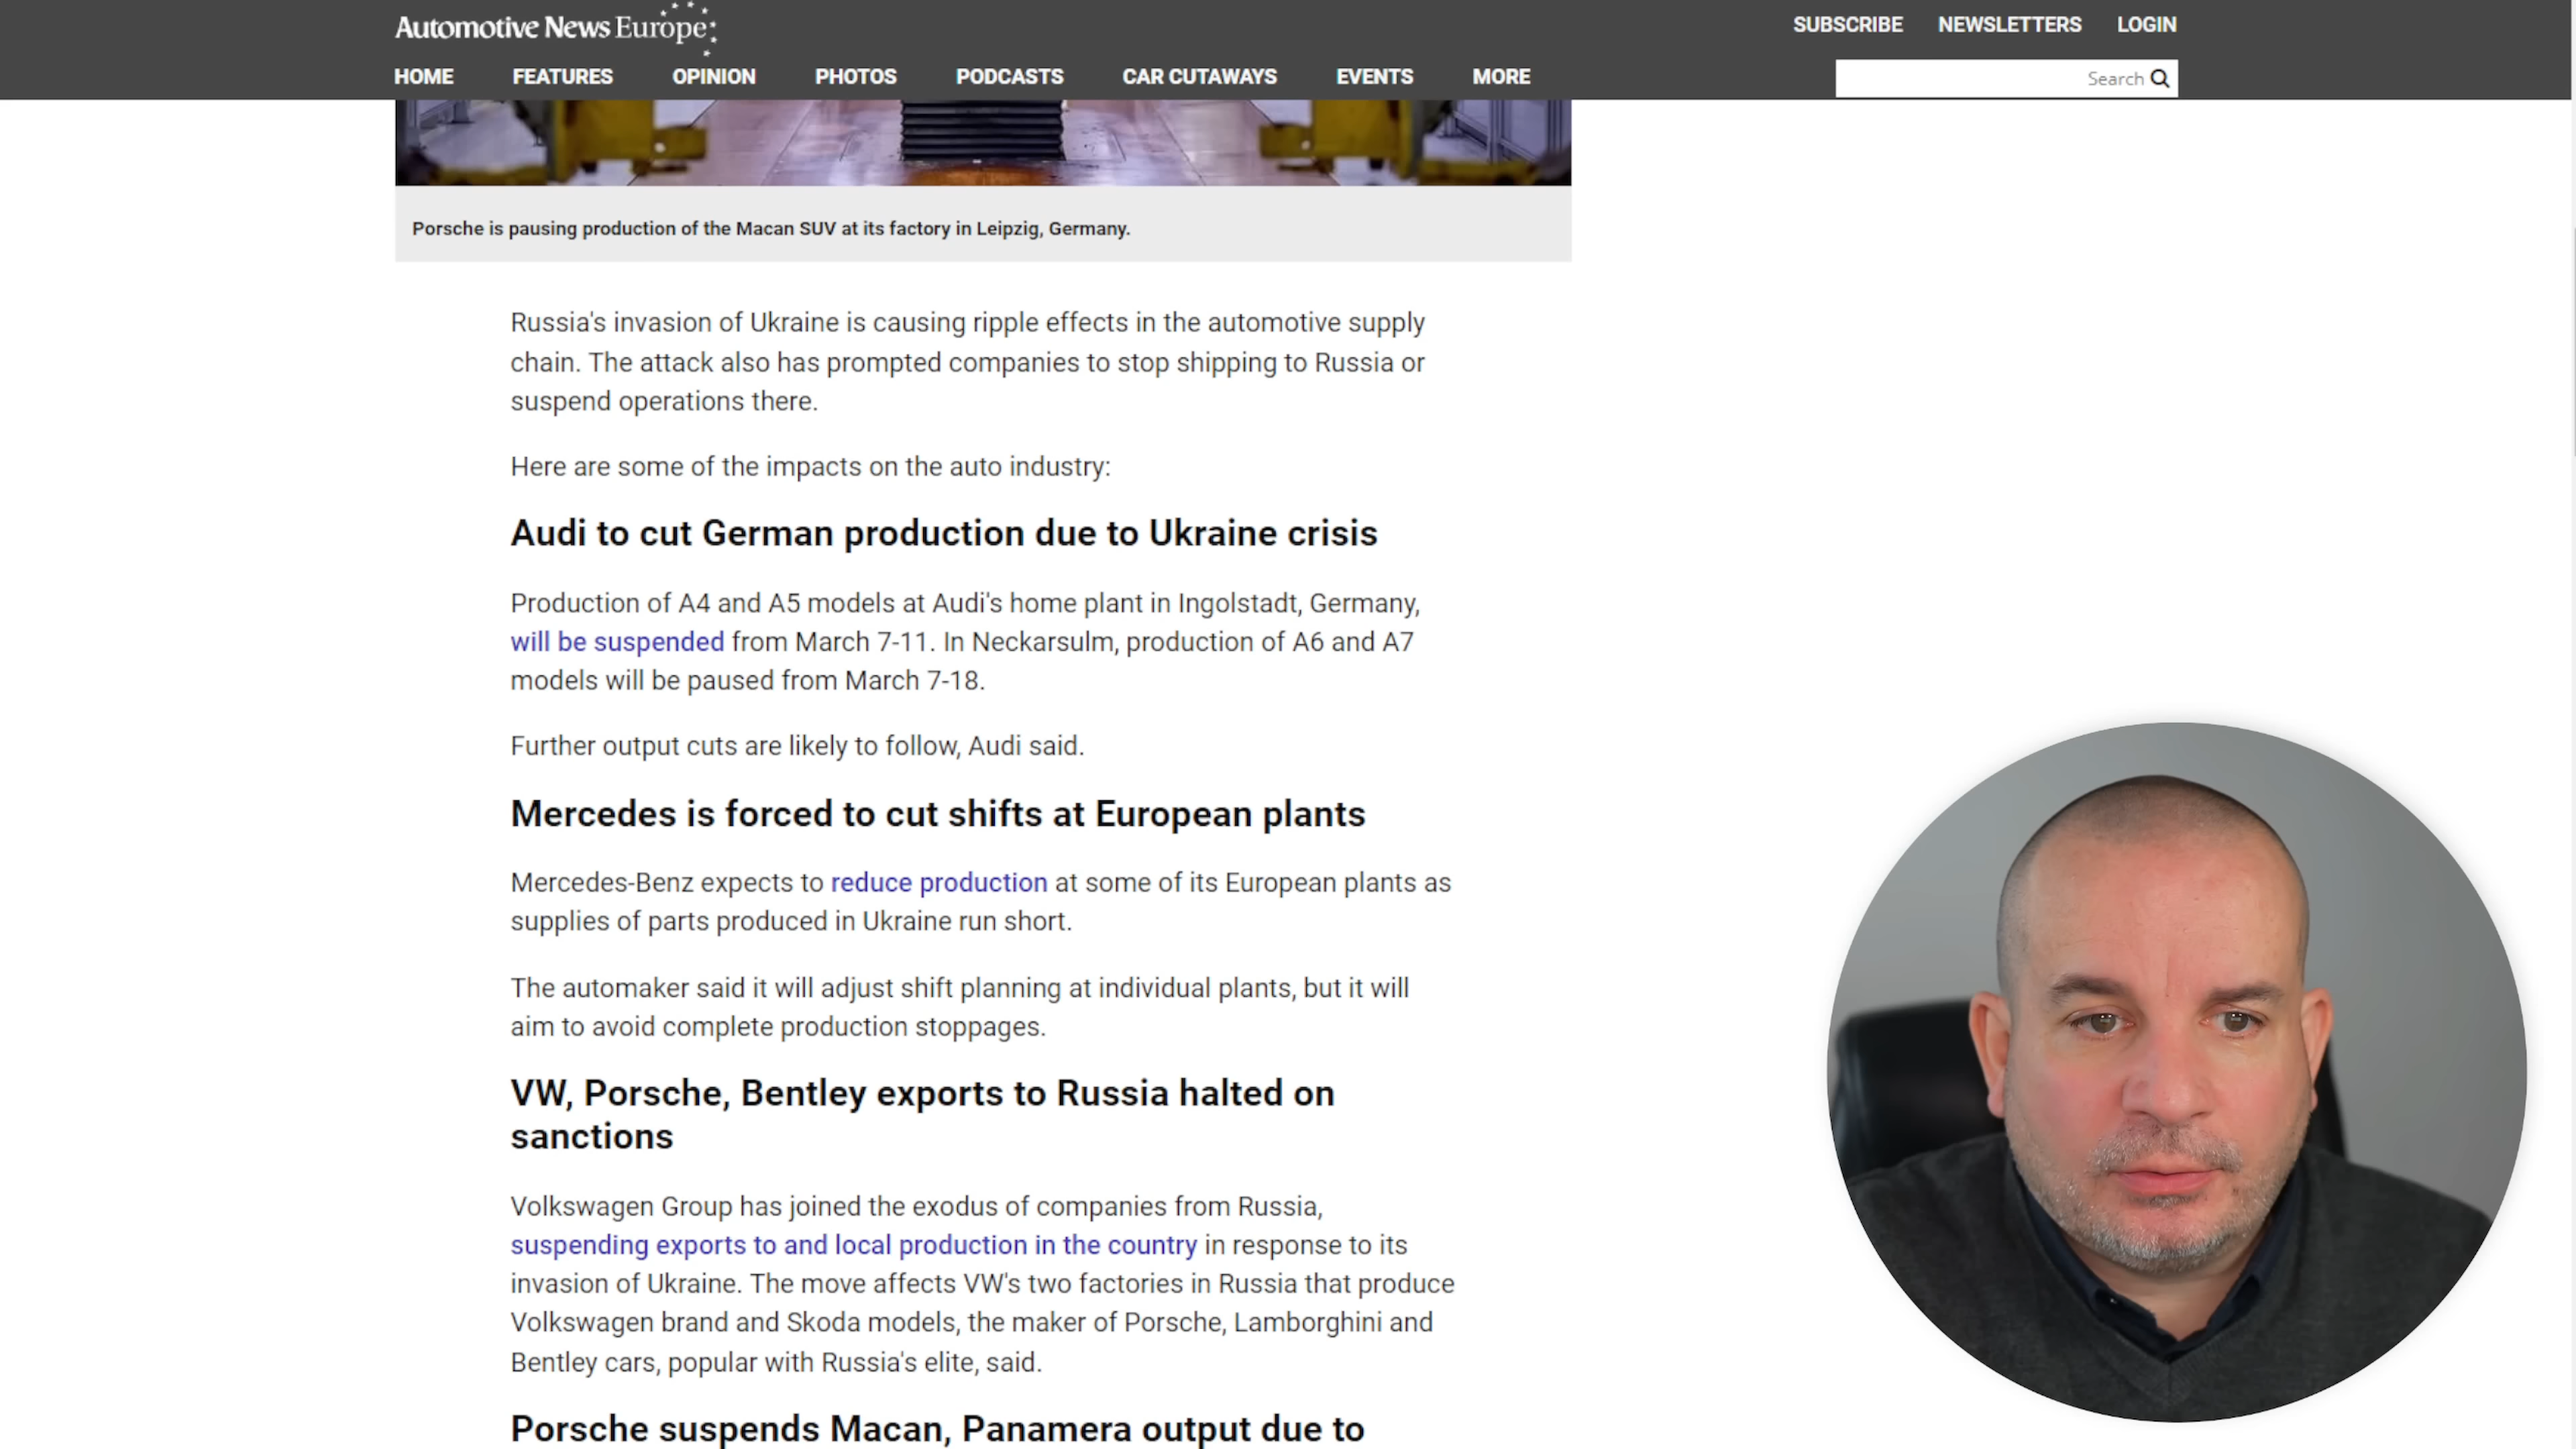 Automotive News Europe
SUBSCRIBE NEWSLETTERS LOGIN
HOME FEATURES OPINION PHOTOS PODCASTS CAR CUTAWAYS EVENTS MORE
Search
Porsche is pausing production of the Macan SUV at its factory in Leipzig, Germany.
Russia's invasion of Ukraine is causing ripple effects in the automotive supply
chain. The attack also has prompted companies to stop shipping to Russia or
suspend operations there.
Here are some of the impacts on the auto industry:
Audi to cut German production due to Ukraine crisis
Production of A4 and A5 models at Audi's home plant in Ingolstadt, Germany,
will be suspended from March 7-11. In Neckarsulm, production of A6 and A7
models will be paused from March 7-18.
Further output cuts are likely to follow, Audi said.
Mercedes is forced to cut shifts at European plants
Mercedes-Benz expects to reduce production at some of its European plants as
supplies of parts produced in Ukraine run short.
The automaker said it will adjust shift planning at individual plants, but it will
aim to avoid complete production stoppages.
VW, Porsche, Bentley exports to Russia halted on
sanctions
Volkswagen Group has joined the exodus of companies from Russia,
suspending exports to and local production in the country in response to its
invasion of Ukraine. The move affects VW's two factories in Russia that produce
Volkswagen brand and Skoda models, the maker of Porsche, Lamborghini and
Bentley cars, popular with Russia's elite, said.
Porsche suspends Macan, Panamera output due to